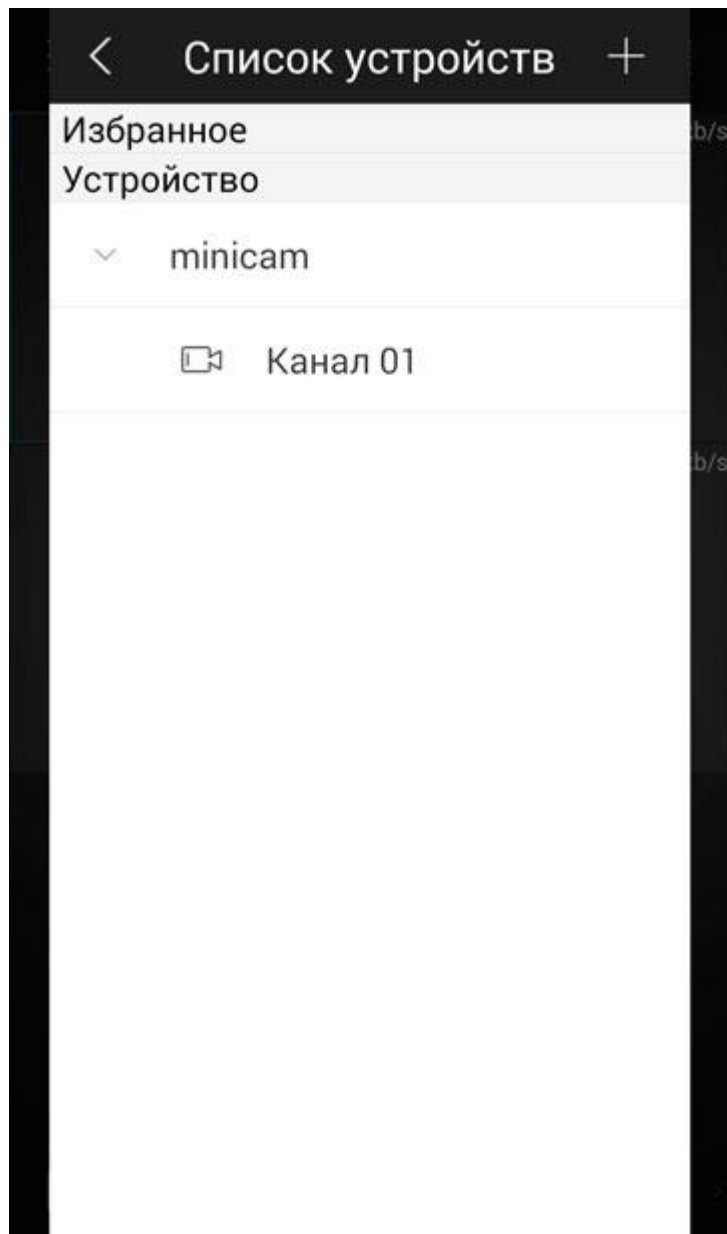 Список устройств
Избранное
b/s
Устройство
minicam
Канал 01
b/s